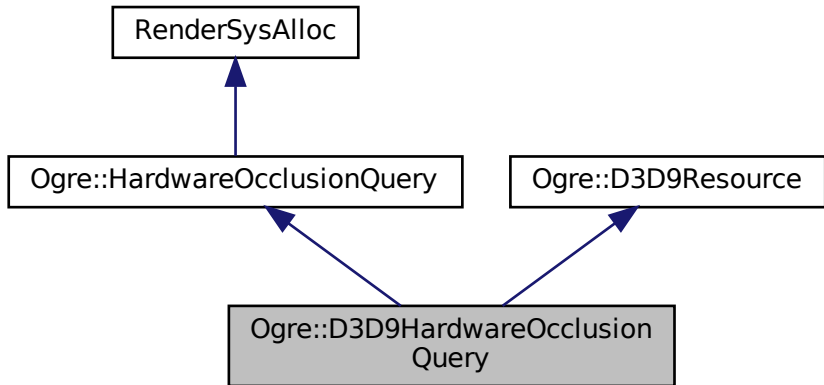 RenderSysAlloc
Ogre::HardwareOcclusionQuery
Ogre::D3D9Resource
Ogre::D3D9HardwareOcclusion
Query